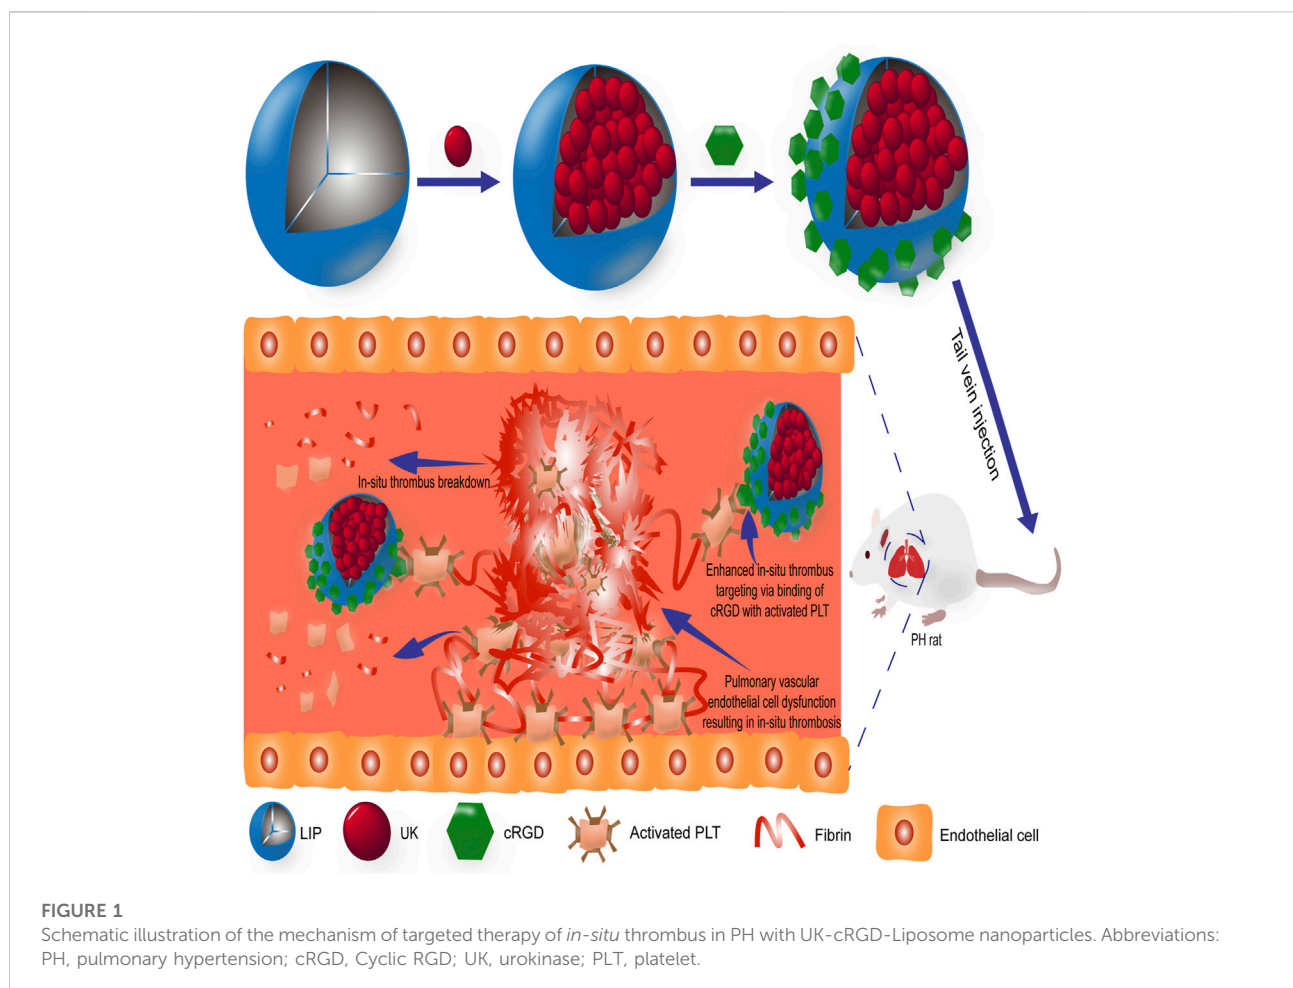 Tail vein injection
In-situ thrombus breakdown
Enhanced in-situ thrombus
targeting via binding of
cRGD with activated PLT
PH rat
Pulmonary vascular
endothelial cell dysfunction
resulting in in-situ thrombosis
LIP
UK
cRGD
Activated PLT
Fibrin
Endothelial cell
FIGURE 1
Schematic illustration of the mechanism of targeted therapy of in-situ thrombus in PH with UK-cRGD-Liposome nanoparticles. Abbreviations:
PH, pulmonary hypertension; cRGD, Cyclic RGD; UK, urokinase; PLT, platelet.